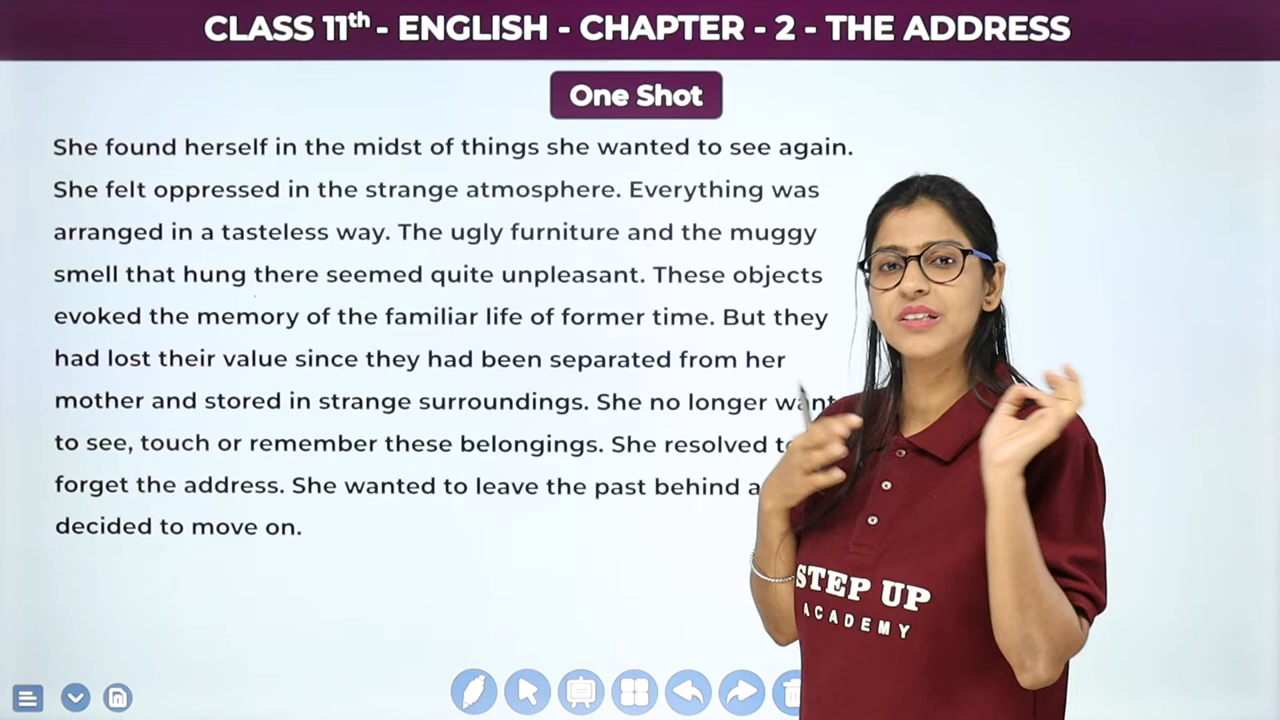 CLASS 11th - ENGLISH - CHAPTER - 2 - THE ADDRESS
One Shot
She found herself in the midst of things she wanted to see again.
She felt oppressed in the strange atmosphere. Everything was
arranged in a tasteless way. The ugly furniture and the muggy
smell that hung there seemed quite unpleasant. These objects
evoked the memory of the familiar life of former time. But they
had lost their value since they had been separated from her
mother and stored in strange surroundings. She no longer want
to see, touch or remember these belongings. She resolved
forget the address. She wanted to leave the past behind
decided to move on.
STEP UP
ACADEMY